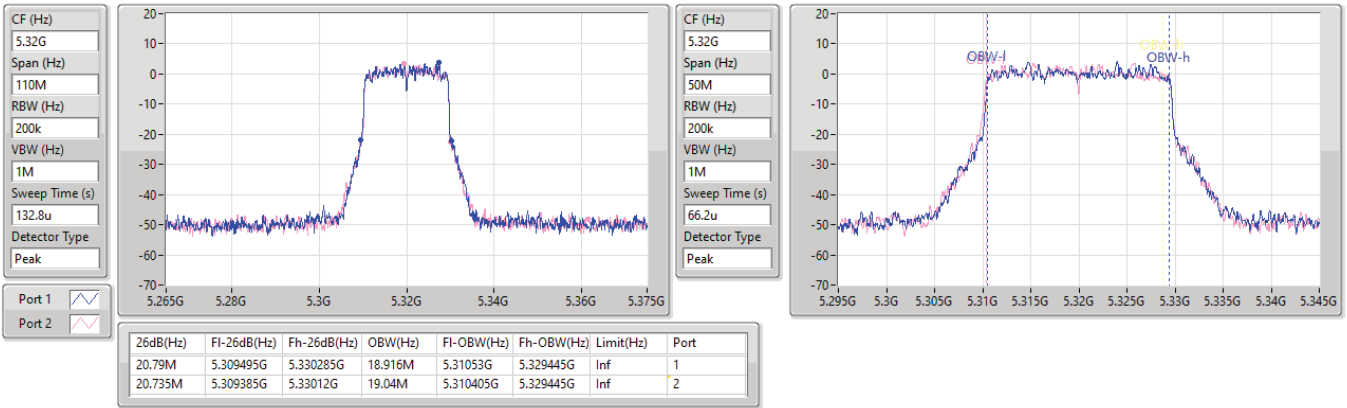 CF (Hz)
5.32G
Span (Hz)
110M
RBW (Hz)
200k
VBW (Hz)
1M
Sweep Time (s)
132.8u
Detector Type
Peak
Port 1
Port 2
20
10
0
-10
-20
-30
-40
-50
-60
-70
5.265G 5.28G 5.3G 5.32G 5.34G 5.36G 5.375G
CF (Hz)
5.32G
Span (Hz)
50M
RBW (Hz)
200k
VBW (Hz)
1M
Sweep Time (s)
66.2u
Detector Type
Peak
20
10
0
-10
-20
-30
-40
-50
-60
-70
OBW-h
OBW-l OBW-h
5.295G 5.3G 5.305G 5.31G 5.315G 5.32G 5.325G 5.33G 5.335G 5.34G 5.345G
26dB(Hz) Fl-26dB(Hz) Fh-26dB(Hz) OBW(Hz) Fl-OBW(Hz) Fh-OBW(Hz) Limit(Hz) Port
20.79M 5.309495G 5.330285G 18.916M 5.31053G 5.329445G Inf 1
20.735M 5.309385G 5.33012G 19.04M 5.310405G 5.329445G Inf 2